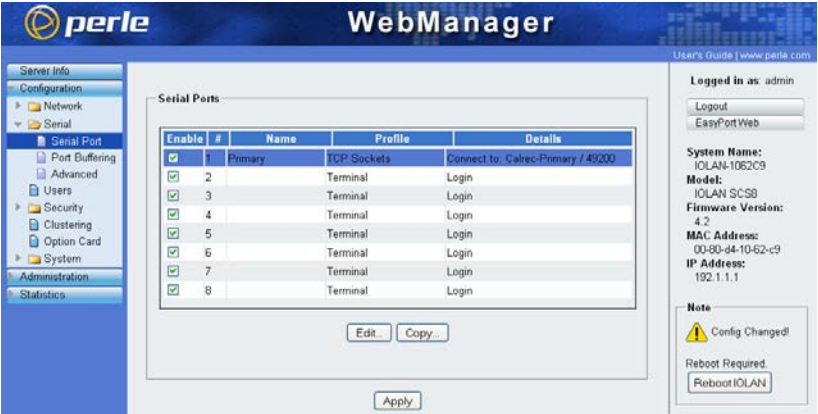 perle
WebManager
User's Guide | www.perle.com
Server Info
Configuration
Network
Serial
Serial Port
Port Buffering
Advanced
Users
Security
Clustering
Option Card
System
Administration
Statistics
Serial Ports
Enable # Name Profile Details
1 Primary TCP Sockets Connect to: Calrec-Primary / 49200
2 Terminal Login
3 Terminal Login
4 Terminal Login
5 Terminal Login
6 Terminal Login
7 Terminal Login
8 Terminal Login
Edit... Copy...
Apply
Logged in as: admin
Logout
EasyPort Web
System Name:
IOLAN-1062C9
Model:
IOLAN SCS8
Firmware Version:
4.2
MAC Address:
00-80-d4-10-62-c9
IP Address:
192.1.1.1
Note
Config Changed!
Reboot Required.
Reboot IOLAN